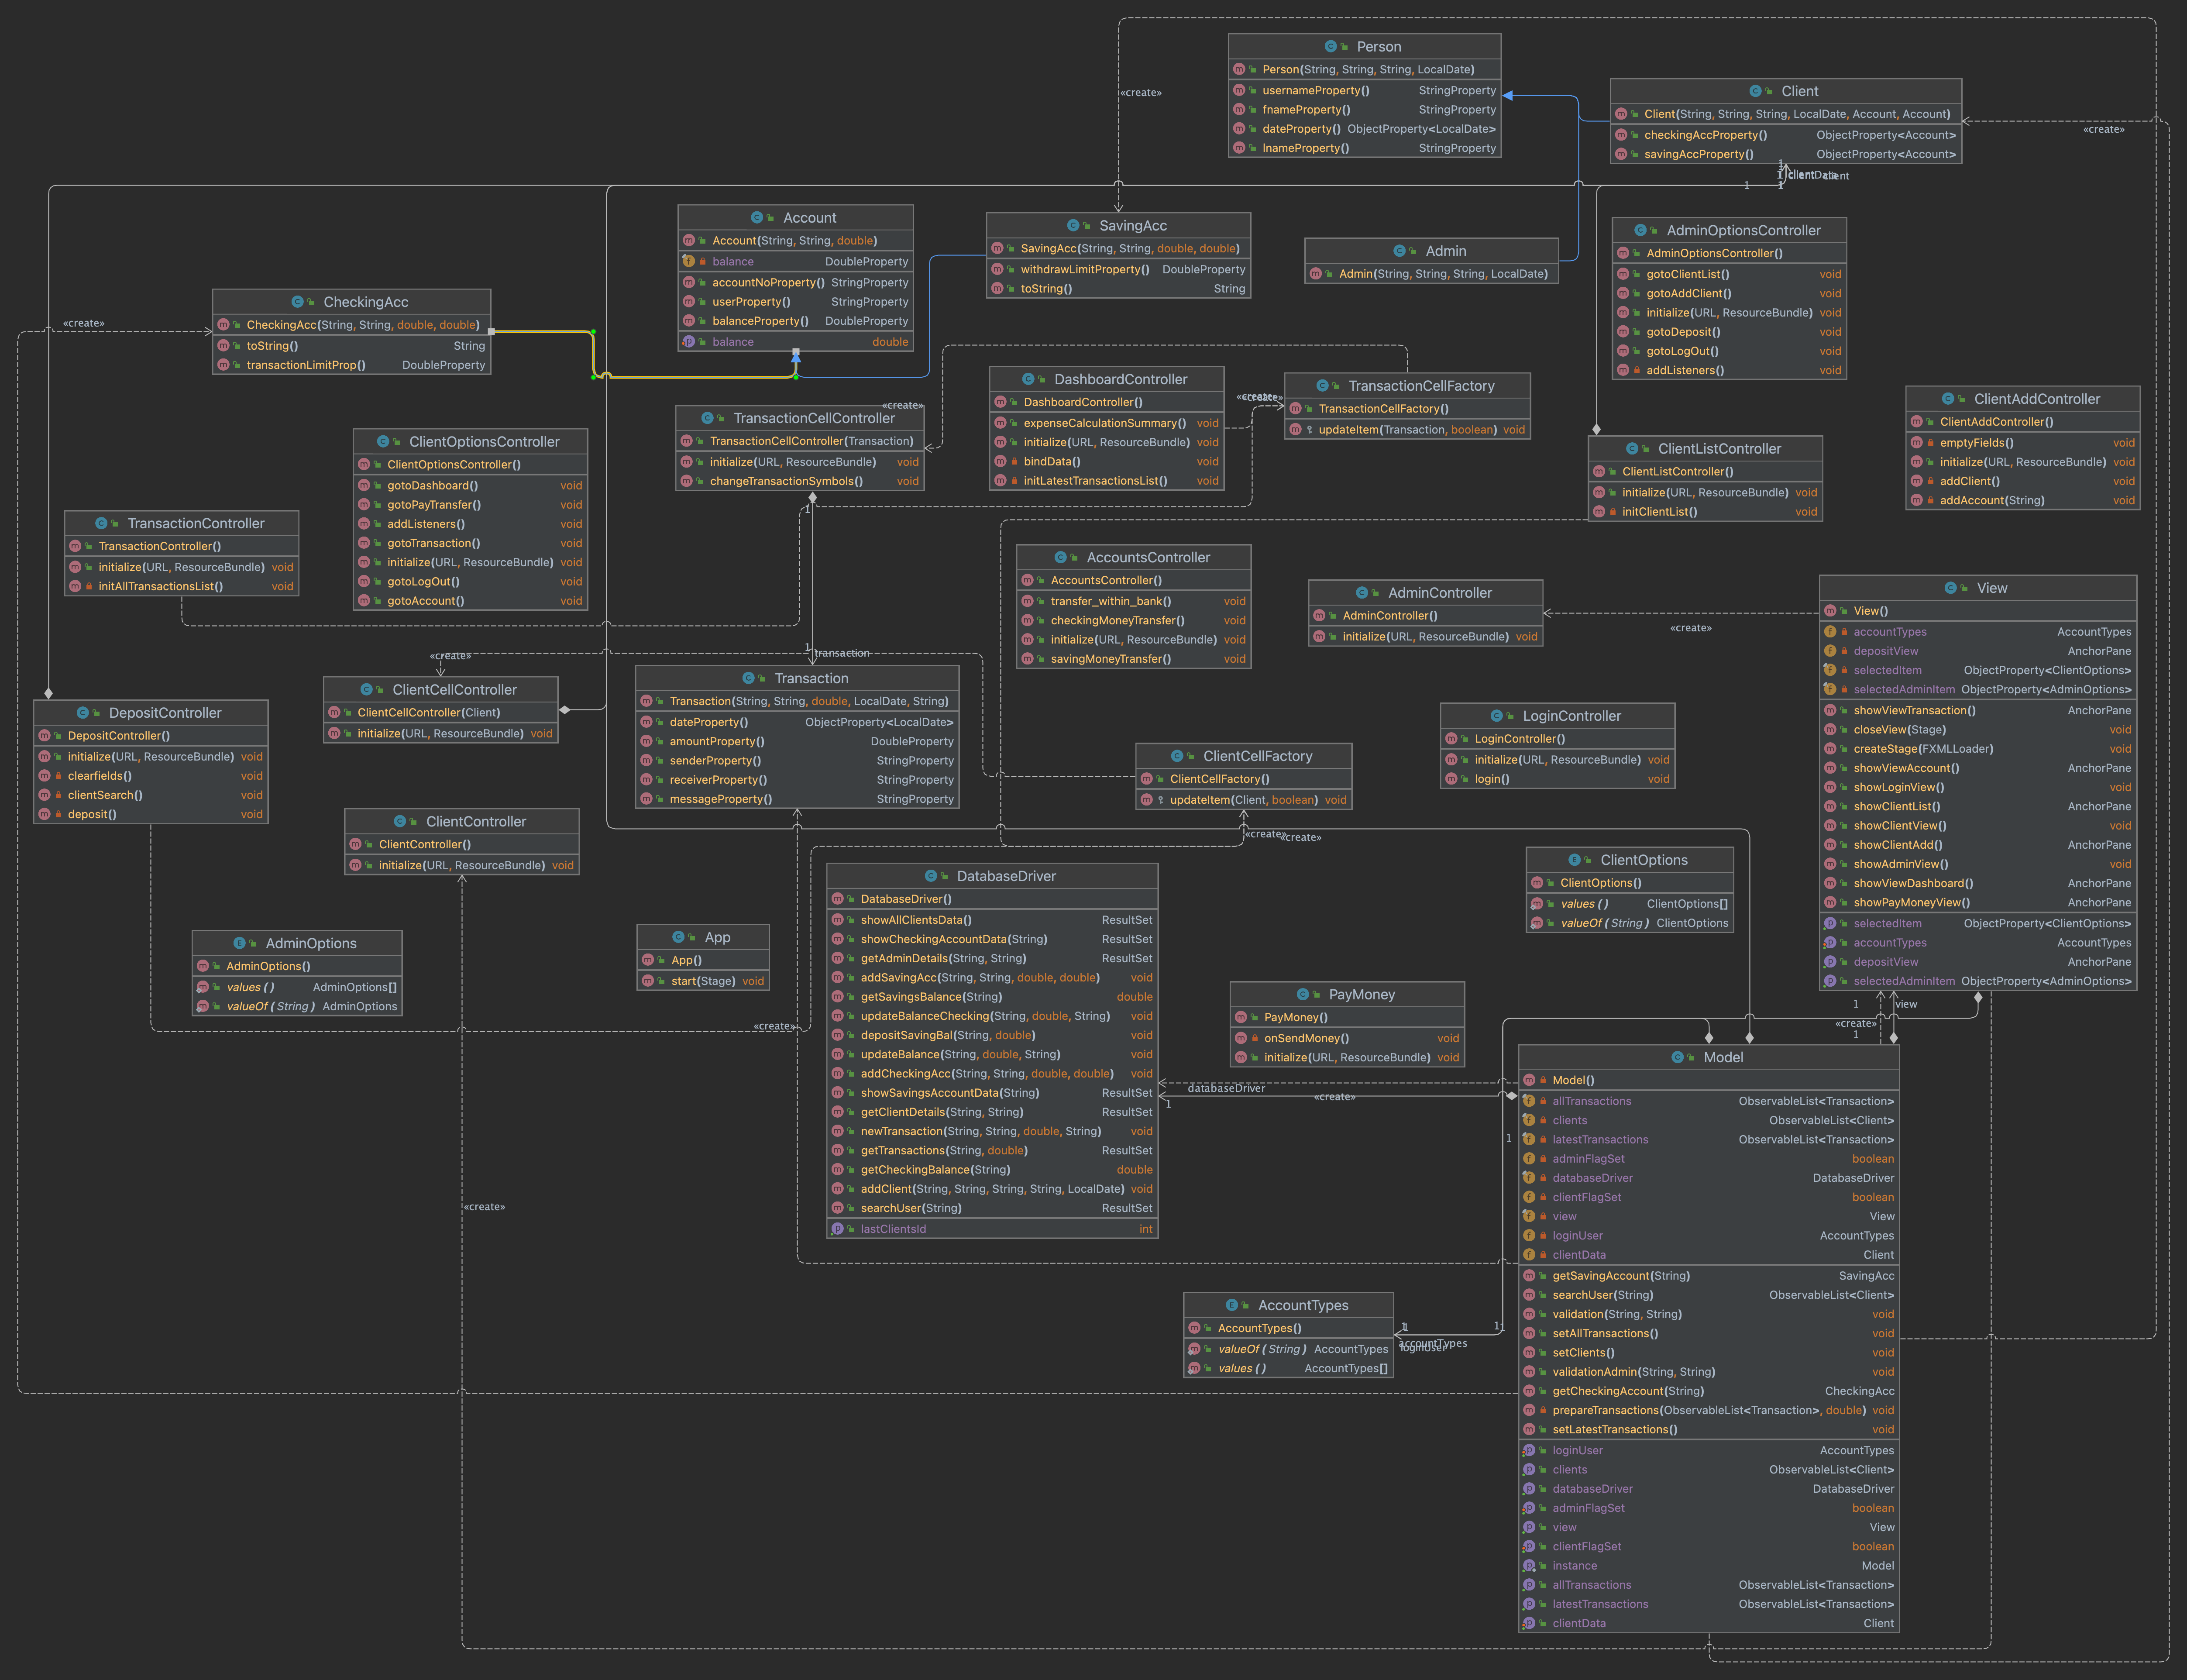 Person
Person(String, String, String, LocalDate)
usernameProperty() StringProperty
fnameProperty() StringProperty
dateProperty() ObjectProperty<LocalDate>
lnameProperty() StringProperty
«create»
Client
Client(String, String, String, LocalDate, Account, Account)
checkingAccProperty() ObjectProperty<Account>
savingAccProperty() ObjectProperty<Account>
«create»
1
1
client
1
1
Account
Account(String, String, double)
balance DoubleProperty
accountNoProperty() StringProperty
userProperty() StringProperty
balanceProperty() DoubleProperty
balance double
SavingAcc
SavingAcc(String, String, double, double)
withdrawLimitProperty() DoubleProperty
toString() String
Admin
Admin(String, String, String, LocalDate)
AdminOptionsController
AdminOptionsController()
gotoClientList() void
gotoAddClient() void
initialize(URL, ResourceBundle) void
gotoDeposit() void
gotoLogOut() void
addListeners() void
«create»
CheckingAcc
CheckingAcc(String, String, double, double)
toString() String
transactionLimitProp() DoubleProperty
DashboardController
DashboardController()
expenseCalculationSummary() void
initialize(URL, ResourceBundle) void
bindData() void
initLatestTransactionsList() void
«create»
TransactionCellFactory
TransactionCellFactory()
updateItem(Transaction, boolean) void
ClientAddController
ClientAddController()
emptyFields() void
initialize(URL, ResourceBundle) void
addClient() void
addAccount(String) void
«create»
TransactionCellController
TransactionCellController(Transaction)
initialize(URL, ResourceBundle) void
changeTransactionSymbols() void
1
ClientOptionsController
ClientOptionsController()
gotoDashboard() void
gotoPayTransfer() void
addListeners() void
gotoTransaction() void
initialize(URL, ResourceBundle) void
gotoLogOut() void
gotoAccount() void
ClientListController
ClientListController()
initialize(URL, ResourceBundle) void
initClientList() void
TransactionController
TransactionController()
initialize(URL, ResourceBundle) void
initAllTransactionsList() void
AccountsController
AccountsController()
transfer_within_bank() void
checkingMoneyTransfer() void
initialize(URL, ResourceBundle) void
savingMoneyTransfer() void
AdminController
AdminController()
initialize(URL, ResourceBundle) void
«create»
View
View()
accountTypes AccountTypes
depositView AnchorPane
selectedItem ObjectProperty<ClientOptions>
selectedAdminItem ObjectProperty<AdminOptions>
showViewTransaction() AnchorPane
closeView(Stage) void
createStage(FXMLLoader) void
showViewAccount() AnchorPane
showLoginView() void
showClientList() AnchorPane
showClientView() void
showClientAdd() AnchorPane
showAdminView() void
showViewDashboard() AnchorPane
showPayMoneyView() AnchorPane
selectedItem ObjectProperty<ClientOptions>
accountTypes AccountTypes
depositView AnchorPane
selectedAdminItem ObjectProperty<AdminOptions>
1
view
«create»
1
«create»
1
transaction
Transaction
Transaction(String, String, double, LocalDate, String)
dateProperty() ObjectProperty<LocalDate>
amountProperty() DoubleProperty
senderProperty() StringProperty
receiverProperty() StringProperty
messageProperty() StringProperty
ClientCellController
ClientCellController(Client)
initialize(URL, ResourceBundle) void
DepositController
DepositController()
initialize(URL, ResourceBundle) void
clearfields() void
clientSearch() void
deposit() void
LoginController
LoginController()
initialize(URL, ResourceBundle) void
login() void
ClientCellFactory
ClientCellFactory()
updateItem(Client, boolean) void
«create»
«create»
ClientController
ClientController()
initialize(URL, ResourceBundle) void
ClientOptions
ClientOptions()
values() ClientOptions[]
valueOf(String) ClientOptions
DatabaseDriver
DatabaseDriver()
showAllClientsData() ResultSet
showCheckingAccountData(String) ResultSet
getAdminDetails(String, String) ResultSet
addSavingAcc(String, String, double, double) void
getSavingsBalance(String) double
updateBalanceChecking(String, double, String) void
depositSavingBal(String, double) void
updateBalance(String, double, String) void
addCheckingAcc(String, String, double, double) void
showSavingsAccountData(String) ResultSet
getClientDetails(String, String) ResultSet
newTransaction(String, String, double, String) void
getTransactions(String, double) ResultSet
getCheckingBalance(String) double
addClient(String, String, String, String, LocalDate) void
searchUser(String) ResultSet
lastClientsId int
AdminOptions
AdminOptions()
values() AdminOptions[]
valueOf(String) AdminOptions
App
App()
start(Stage) void
«create»
PayMoney
PayMoney()
onSendMoney() void
initialize(URL, ResourceBundle) void
databaseDriver
«create»
1
1
Model
Model()
allTransactions ObservableList<Transaction>
clients ObservableList<Client>
latestTransactions ObservableList<Transaction>
adminFlagSet boolean
databaseDriver DatabaseDriver
clientFlagSet boolean
view View
loginUser AccountTypes
clientData Client
getSavingAccount(String) SavingAcc
searchUser(String) ObservableList<Client>
validation(String, String) void
setAllTransactions() void
setClients() void
validationAdmin(String, String) void
getCheckingAccount(String) CheckingAcc
prepareTransactions(ObservableList<Transaction>, double) void
setLatestTransactions() void
loginUser AccountTypes
clients ObservableList<Client>
databaseDriver DatabaseDriver
adminFlagSet boolean
view View
clientFlagSet boolean
instance Model
allTransactions ObservableList<Transaction>
latestTransactions ObservableList<Transaction>
clientData Client
«create»
AccountTypes
AccountTypes()
valueOf(String) AccountTypes
values() AccountTypes[]
1
1
accountTypes